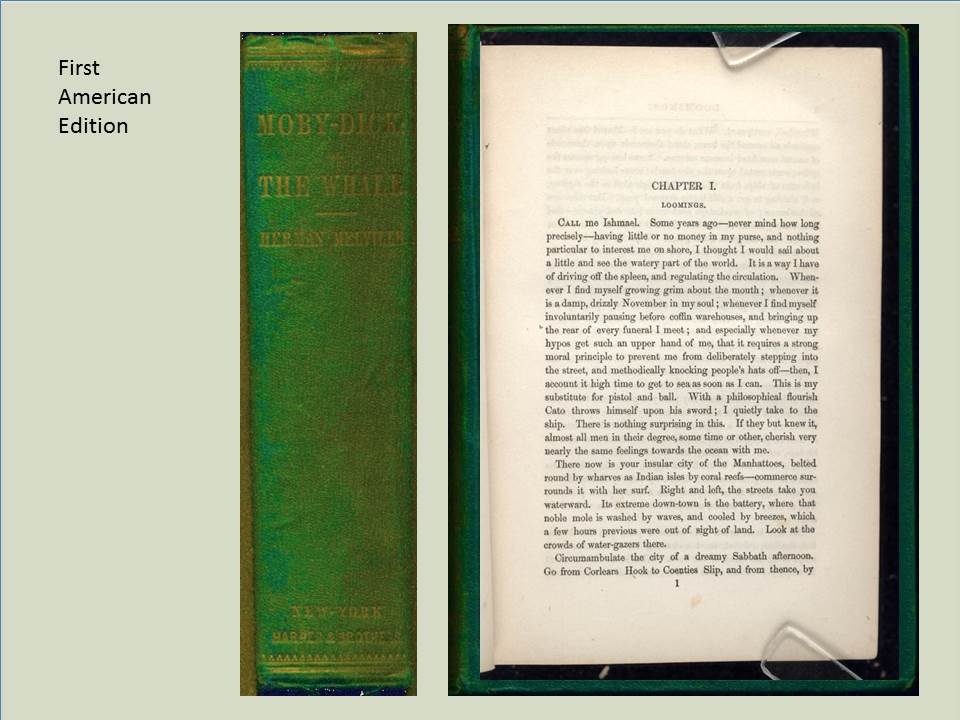 First
American
Edition
MOBY-DICK;
THE WHALE
HERMAN MELVILLE
NEW-YORK
HARPER & BROTHERS
CHAPTER I.
LOOMINGS.
CALL me Ishmael. Some years ago—never mind how long
precisely—having little or no money in my purse, and nothing
particular to interest me on shore, I thought I would sail about
a little and see the watery part of the world. It is a way I have
of driving off the spleen, and regulating the circulation. When-
ever I find myself growing grim about the mouth; whenever it
is a damp, drizzly November in my soul; whenever I find myself
involuntarily pausing before coffin warehouses, and bringing up
the rear of every funeral I meet; and especially whenever my
hypos get such an upper hand of me, that it requires a strong
moral principle to prevent me from deliberately stepping into
the street, and methodically knocking people's hats off—then, I
account it high time to get to sea as soon as I can. This is my
substitute for pistol and ball. With a philosophical flourish
Cato throws himself upon his sword; I quietly take to the
ship. There is nothing surprising in this. If they but knew it,
almost all men in their degree, some time or other, cherish very
nearly the same feelings towards the ocean with me.
There now is your insular city of the Manhattoes, belted
round by wharves as Indian isles by coral reefs—commerce sur-
rounds it with her surf. Right and left, the streets take you
waterward. Its extreme down-town is the battery, where that
noble mole is washed by waves, and cooled by breezes, which
a few hours previous were out of sight of land. Look at the
crowds of water-gazers there.
Circumambulate the city of a dreamy Sabbath afternoon.
Go from Corlears Hook to Coenties Slip, and from thence, by
1